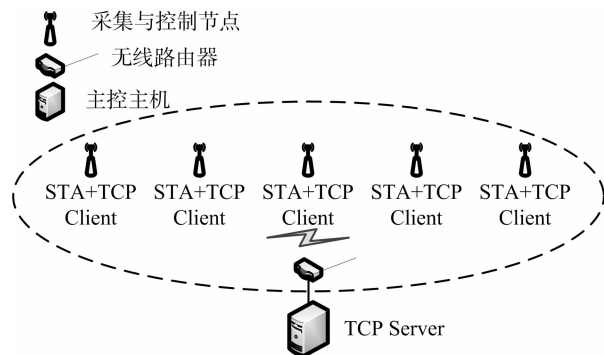 采集与控制节点
无线路由器
主控主机
STA+TCP STA+TCP STA+TCP STA+TCP STA+TCP
Client Client Client Client Client
TCP Server